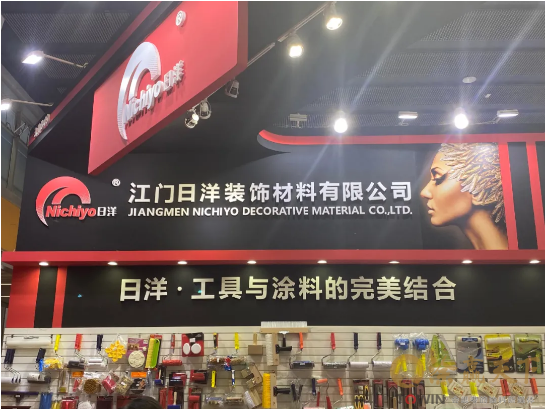 Nichiyo日洋 ®
Nichiyo日洋 ®
江门日洋装饰材料有限公司
JIANGMEN NICHIYO DECORATIVE MATERIAL CO.,LTD.
日洋·工具与涂料的完美结合